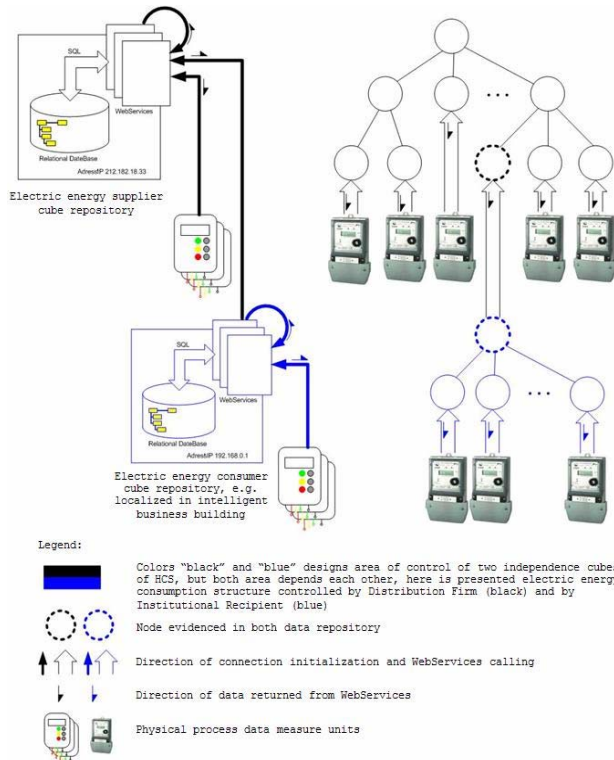 SQL
WebServices
Relational DateBase
AdressIP 212.182.18.33
Electric energy supplier
cube repository
SQL
WebServices
Relational DateBase
AdressIP 192.168.0.1
Electric energy consumer
cube repository, e.g.
localized in intelligent
business building
• • •
• • •
Legend:
Colors "black" and "blue" designs area of control of two independence cubes
of HCS, but both area depends each other, here is presented electric energy
consumption structure controlled by Distribution Firm (black) and by
Institutional Recipient (blue)
Node evidenced in both data repository
Direction of connection initialization and WebServices calling
Direction of data returned from WebServices
Physical process data measure units